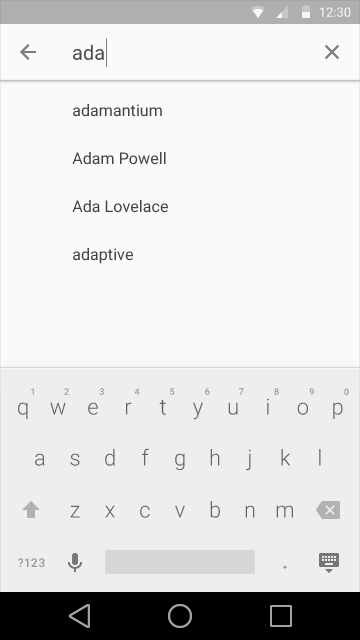 12:30
ada
adamantium
Adam Powell
Ada Lovelace
adaptive
1 2 3 4 5 6 7 8 9 0
q w e r t y u i o p
a s d f g h j k l
z x c v b n m
?123 .